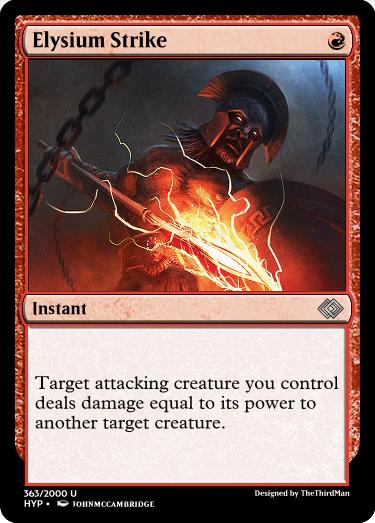 Elysium Strike
Instant
Target attacking creature you control
deals damage equal to its power to
another target creature.
363/2000 U
HYP • JOHNMCCAMBRIDGE
Designed by TheThirdMan